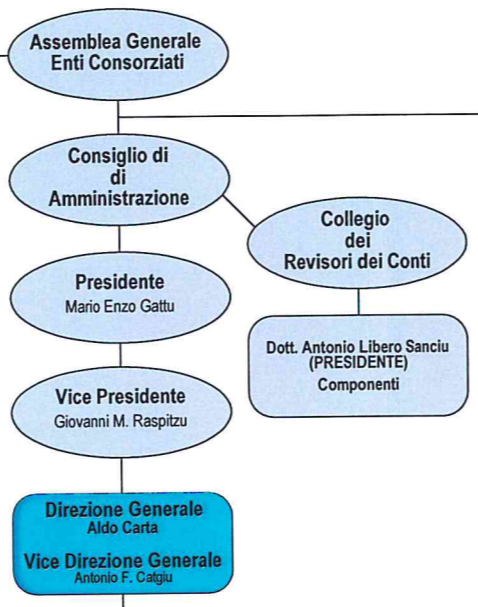 Assemblea Generale
Enti Consorziati
Consiglio di
di
Amministrazione
Collegio
dei
Revisori dei Conti
Presidente
Mario Enzo Gattu
Dott. Antonio Libero Sanciu
(PRESIDENTE)
Componenti
Vice Presidente
Giovanni M. Raspitzu
Direzione Generale
Aldo Carta
Vice Direzione Generale
Antonio F. Catgiu